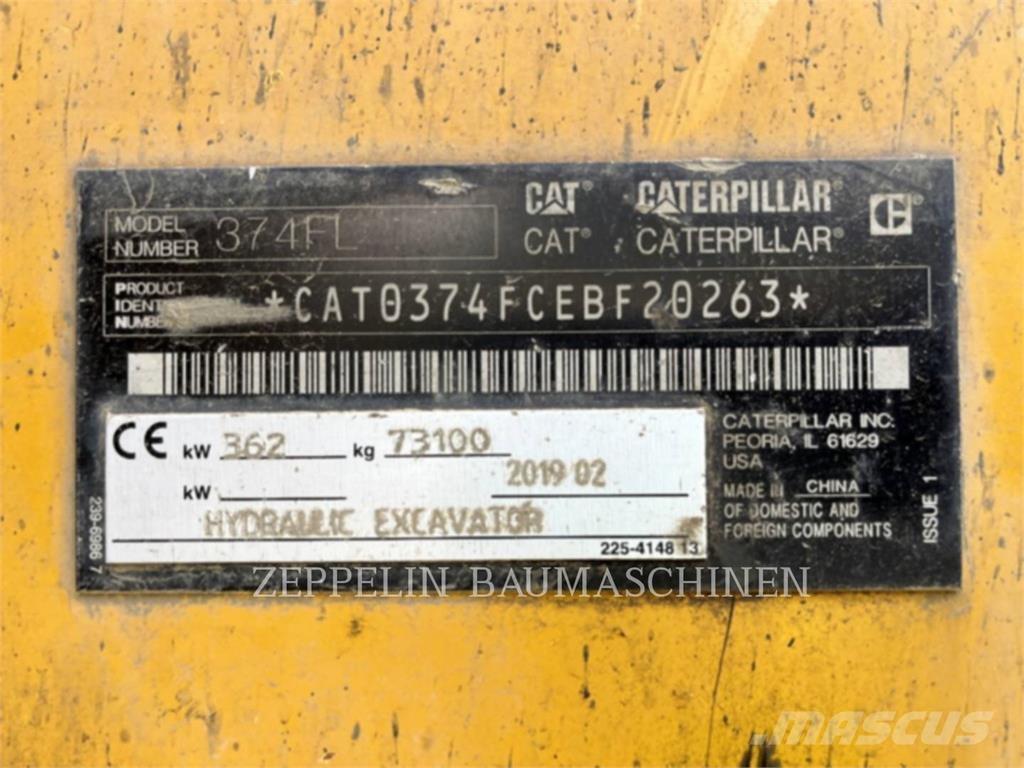 MODEL NUMBER 374FL
CAT® CATERPILLAR
CAT® CATERPILLAR®
PRODUCT
IDENTI
NUMBER
*CAT0374FCEBF20263*
CE kW 362 kg 73100
kW 2019 02
HYDRAULIC EXCAVATOR
225-4148 13
239-5986 7
CATERPILLAR INC.
PEORIA, IL 61629
USA
MADE IN CHINA
OF DOMESTIC AND
FOREIGN COMPONENTS
ISSUE 1
ZEPPELIN BAUMASCHINEN
MASCUS